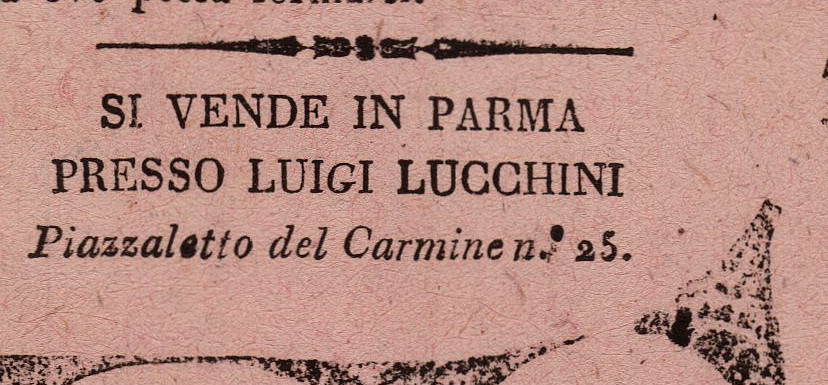 SI VENDE IN PARMA
PRESSO LUIGI LUCCHINI
Piazzaletto del Carmine n.º 25.